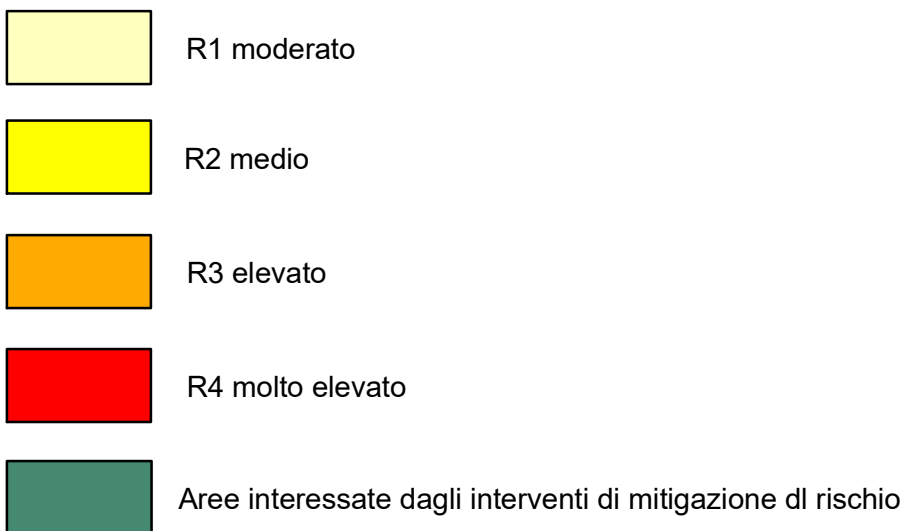 R1 moderato
R2 medio
R3 elevato
R4 molto elevato
Aree interessate dagli interventi di mitigazione dl rischio